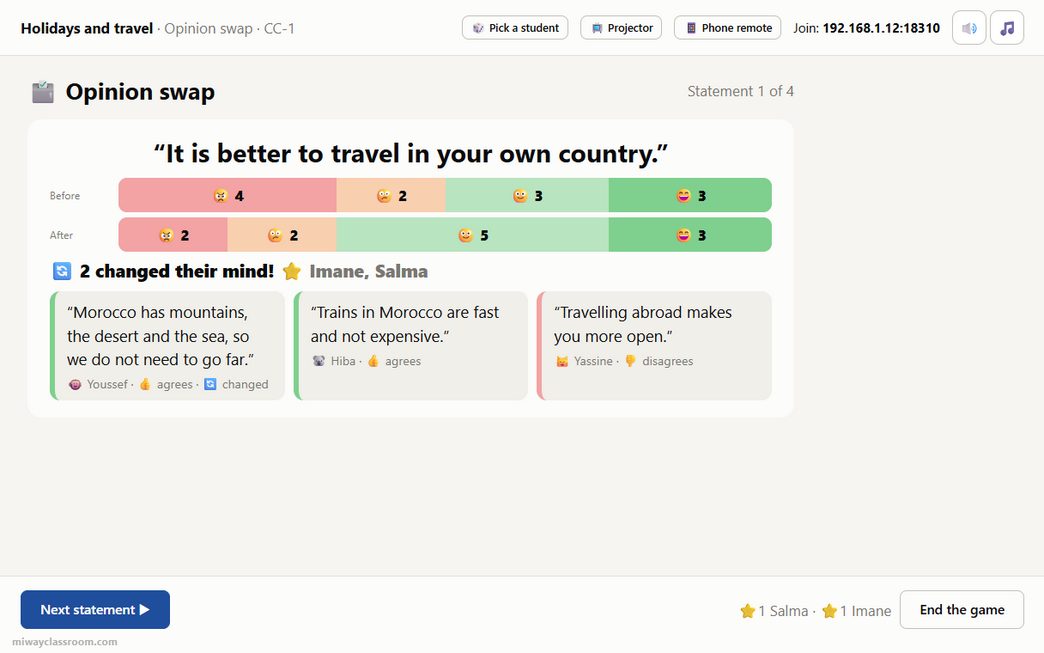 Holidays and travel · Opinion swap · CC-1
Pick a student
Projector
Phone remote
Join: 192.168.1.12:18310
Opinion swap
Statement 1 of 4
“It is better to travel in your own country.”
Before
4
2
3
3
After
2
2
5
3
2 changed their mind! Imane, Salma
“Morocco has mountains,
the desert and the sea, so
we do not need to go far.”
Youssef · agrees · changed
“Trains in Morocco are fast
and not expensive.”
Hiba · agrees
“Travelling abroad makes
you more open.”
Yassine · disagrees
Next statement ▶
1 Salma · 1 Imane
End the game
miwayclassroom.com